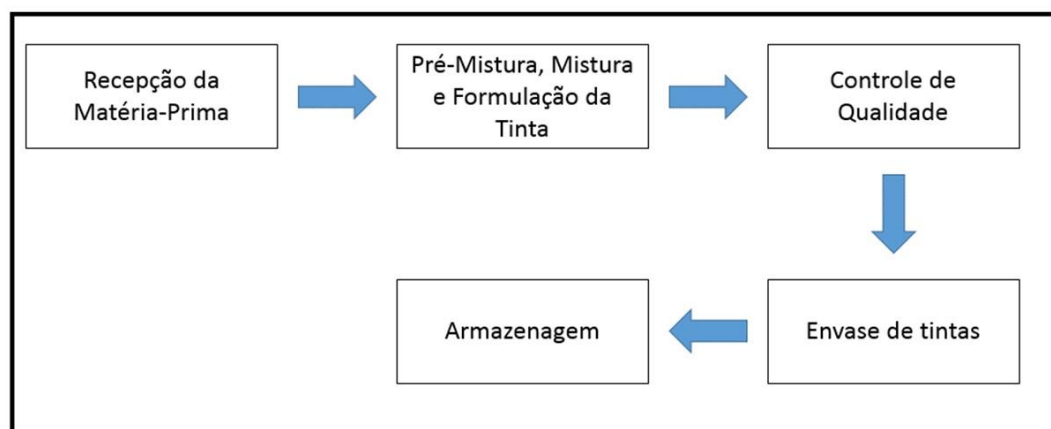 Recepção da
Matéria-Prima
Pré-Mistura, Mistura
e Formulação da
Tinta
Controle de
Qualidade
Armazenagem
Envase de tintas